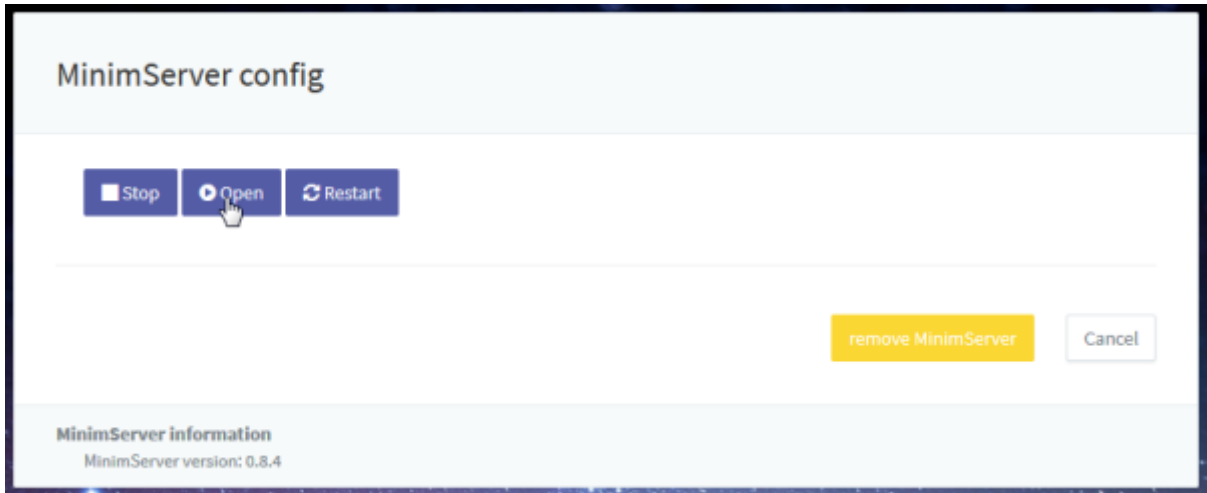 MinimServer config
Stop Open Restart
remove MinimServer Cancel
MinimServer information
MinimServer version: 0.8.4